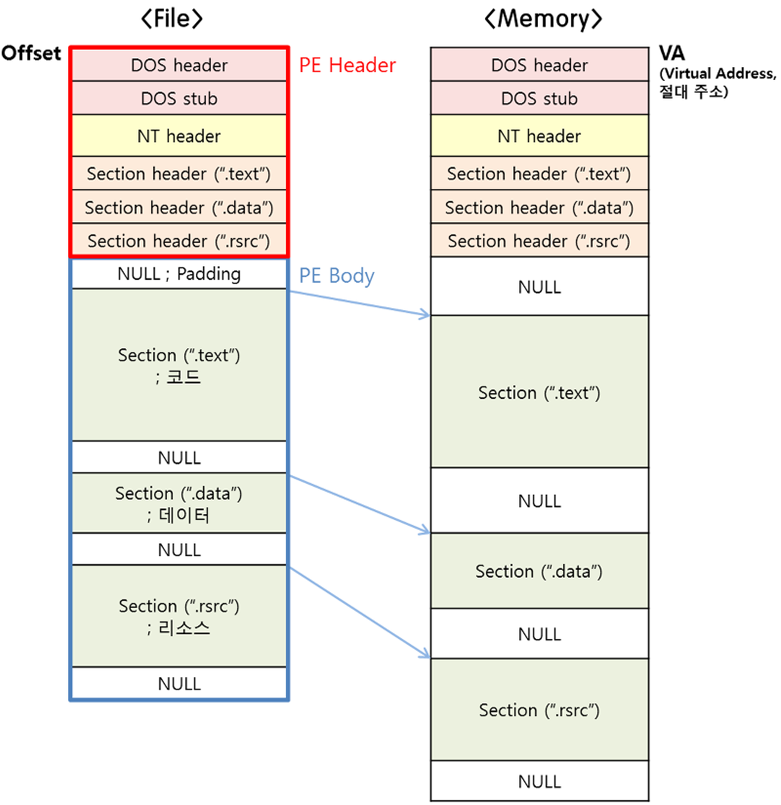 <File>
<Memory>
Offset
DOS header
DOS stub
NT header
Section header (“.text”)
Section header (“.data”)
Section header (“.rsrc”)
NULL ; Padding
Section (“.text”)
; 코드
NULL
Section (“.data”)
; 데이터
NULL
Section (“.rsrc”)
; 리소스
NULL
PE Header
PE Body
DOS header
DOS stub
NT header
Section header (“.text”)
Section header (“.data”)
Section header (“.rsrc”)
NULL
Section (“.text”)
NULL
Section (“.data”)
NULL
Section (“.rsrc”)
NULL
VA
(Virtual Address,
절대 주소)